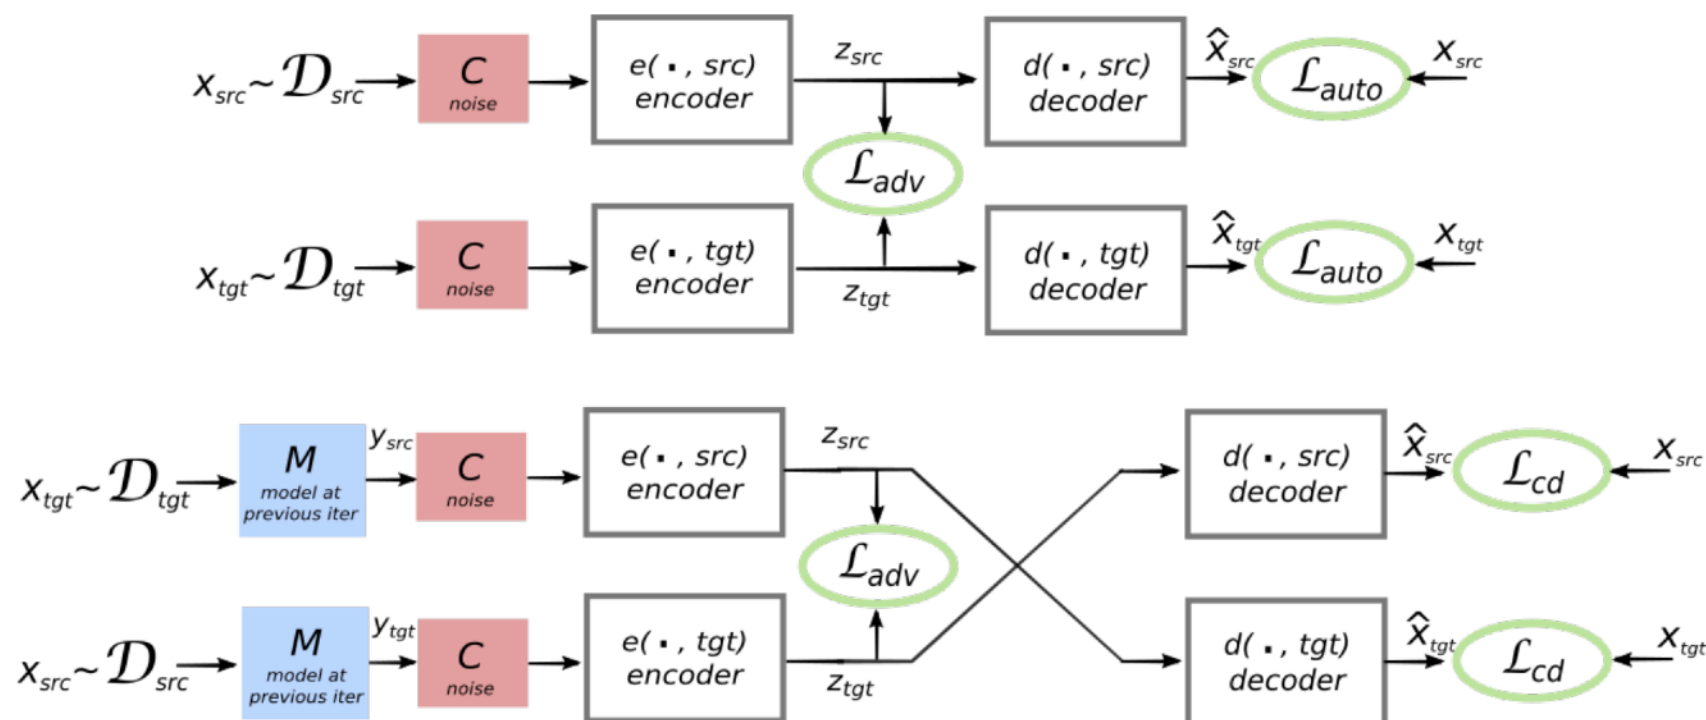 x_src ~ D_src
C
noise
e(·, src)
encoder
z_src
d(·, src)
decoder
x̂_src
L_auto
x_src
L_adv
x_tgt ~ D_tgt
C
noise
e(·, tgt)
encoder
z_tgt
d(·, tgt)
decoder
x̂_tgt
L_auto
x_tgt
x_tgt ~ D_tgt
M
model at
previous iter
y_src
C
noise
e(·, src)
encoder
z_src
d(·, src)
decoder
x̂_src
L_cd
x_src
L_adv
x_src ~ D_src
M
model at
previous iter
y_tgt
C
noise
e(·, tgt)
encoder
z_tgt
d(·, tgt)
decoder
x̂_tgt
L_cd
x_tgt